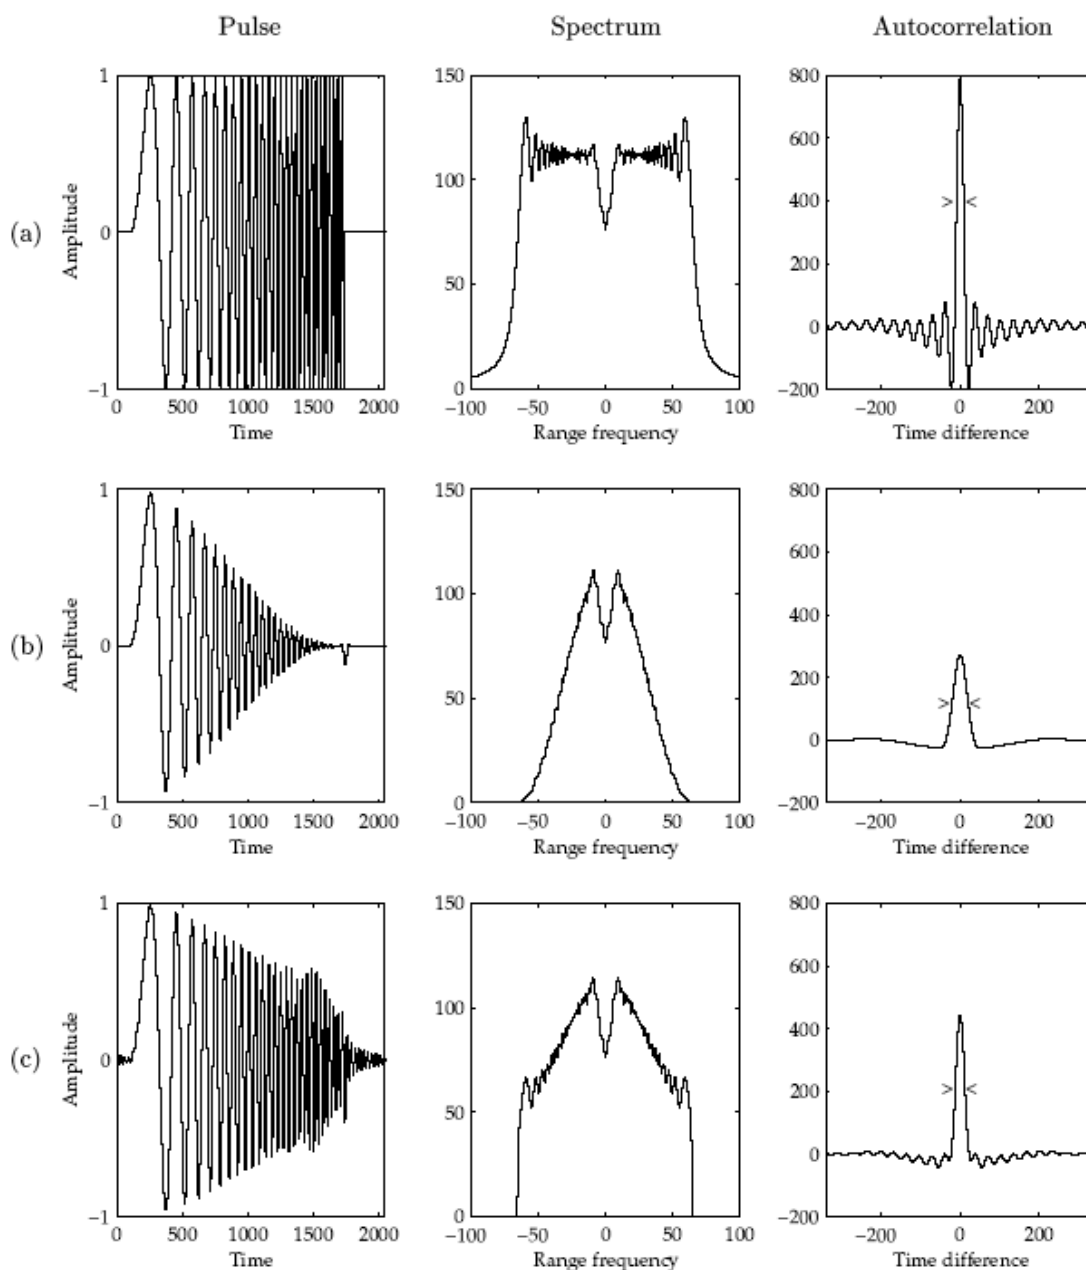 Pulse Spectrum Autocorrelation
(a)
Amplitude
1
0
−1
0 500 1000 1500 2000
Time
150
100
50
0
−100 −50 0 50 100
Range frequency
800
600
400
200
0
−200
> <
−200 0 200
Time difference
(b)
Amplitude
1
0
−1
0 500 1000 1500 2000
Time
150
100
50
0
−100 −50 0 50 100
Range frequency
800
600
400
200
0
−200
> <
−200 0 200
Time difference
(c)
Amplitude
1
0
−1
0 500 1000 1500 2000
Time
150
100
50
0
−100 −50 0 50 100
Range frequency
800
600
400
200
0
−200
> <
−200 0 200
Time difference